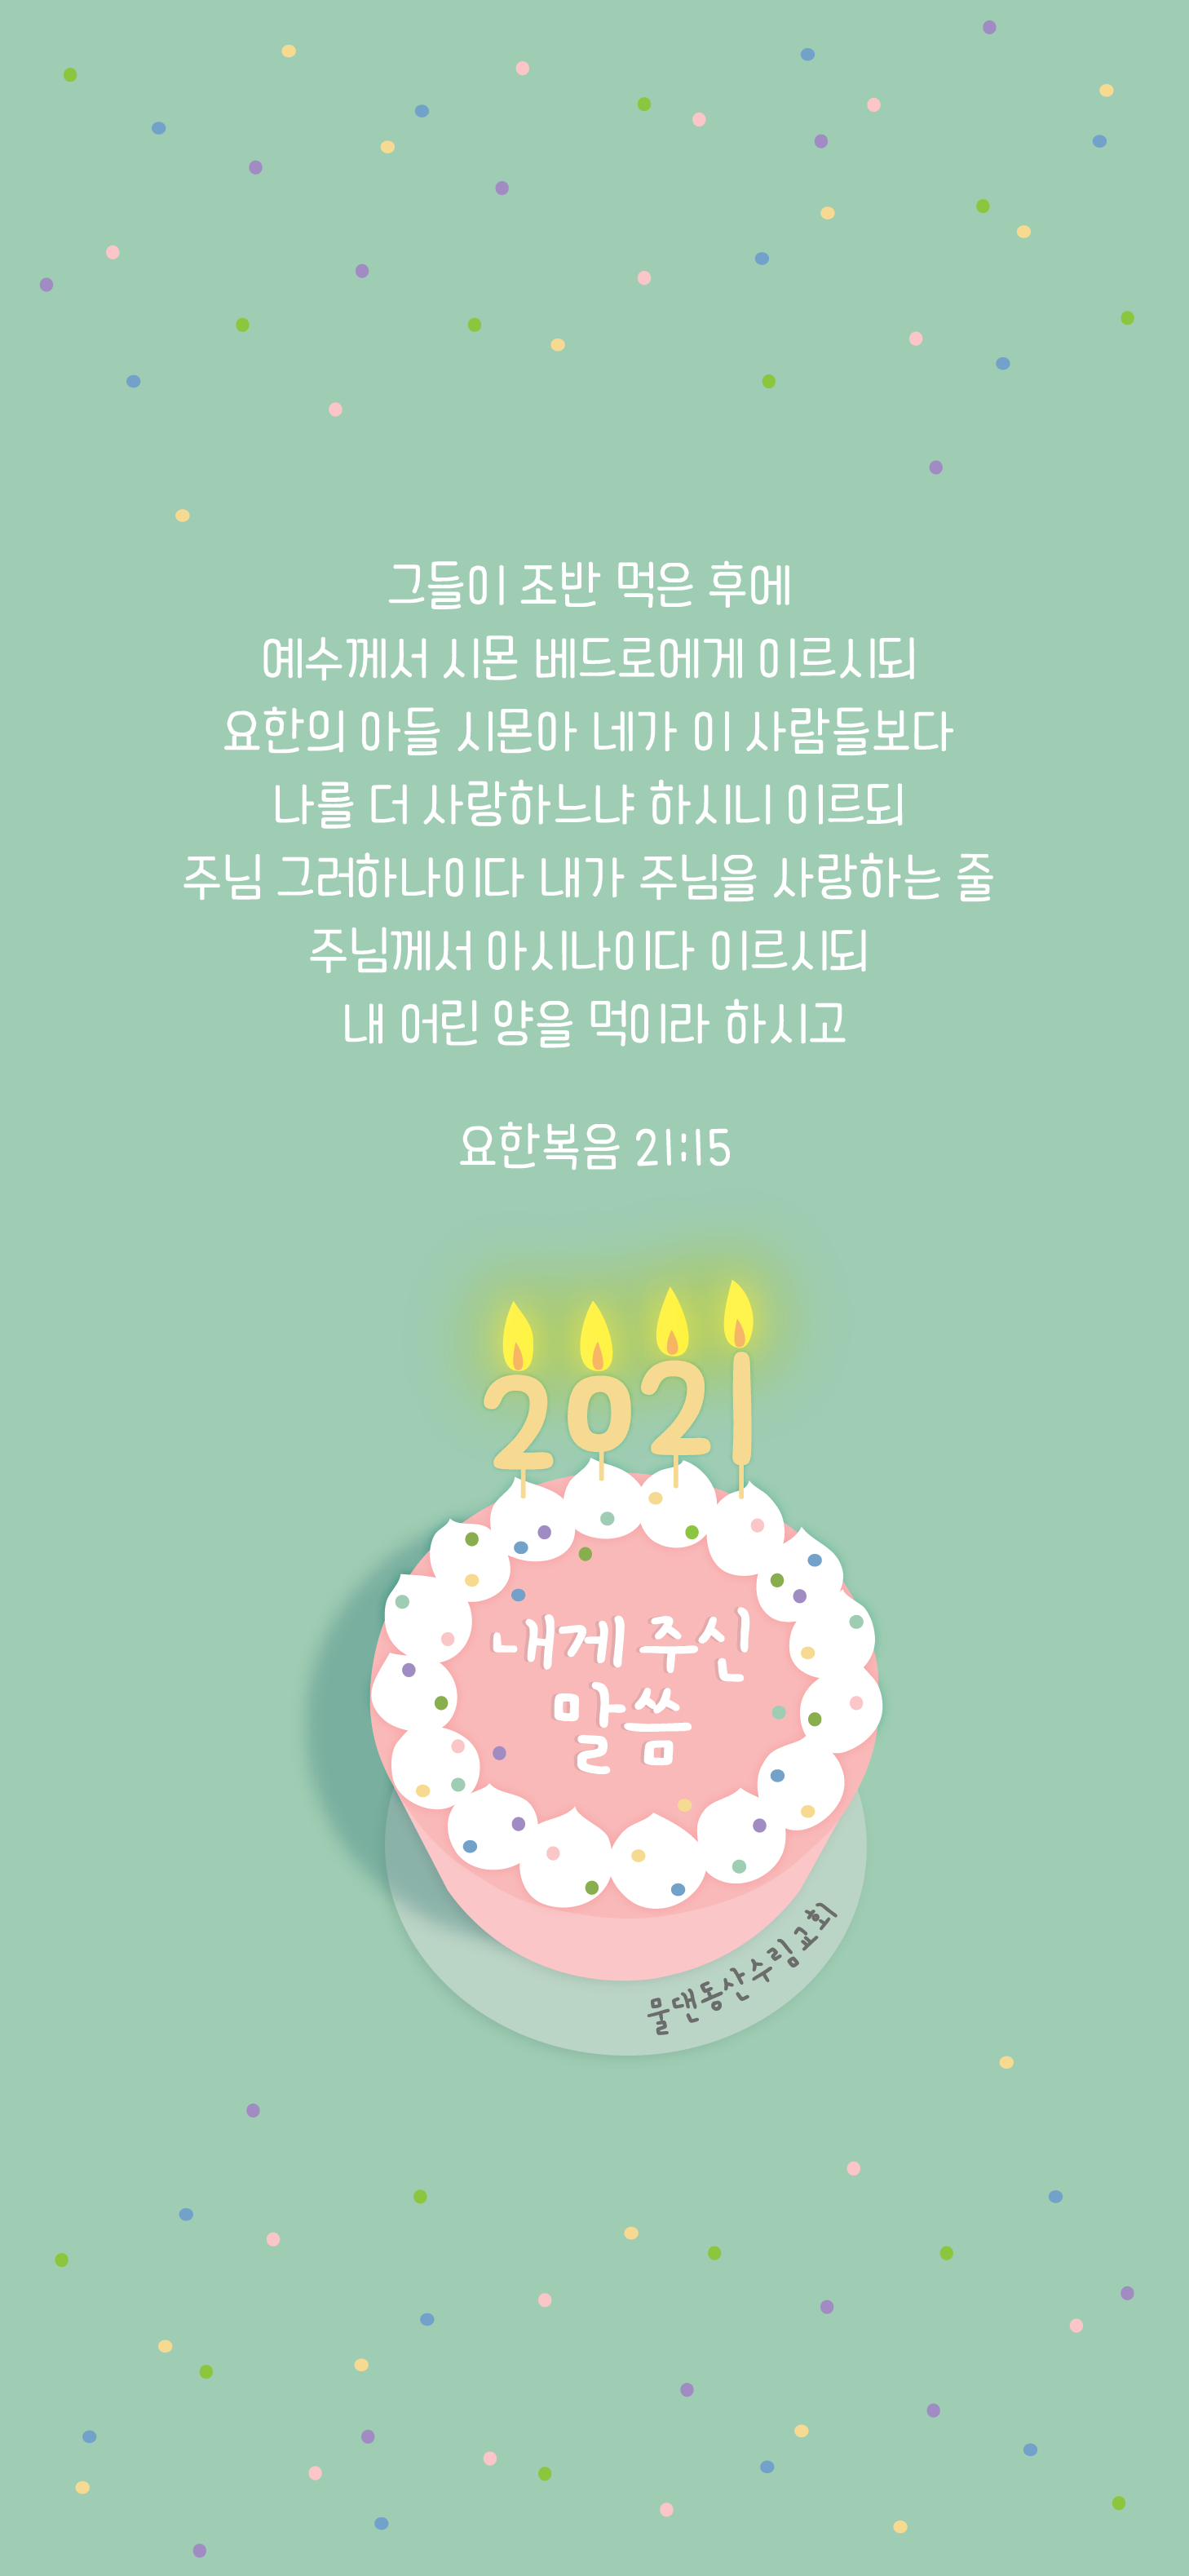 그들이 조반 먹은 후에
예수께서 시몬 베드로에게 이르시되
요한의 아들 시몬아 네가 이 사람들보다
나를 더 사랑하느냐 하시니 이르되
주님 그러하나이다 내가 주님을 사랑하는 줄
주님께서 아시나이다 이르시되
내 어린 양을 먹이라 하시고
요한복음 21:15
2021
내게 주신
말씀
물댄동산수림교회